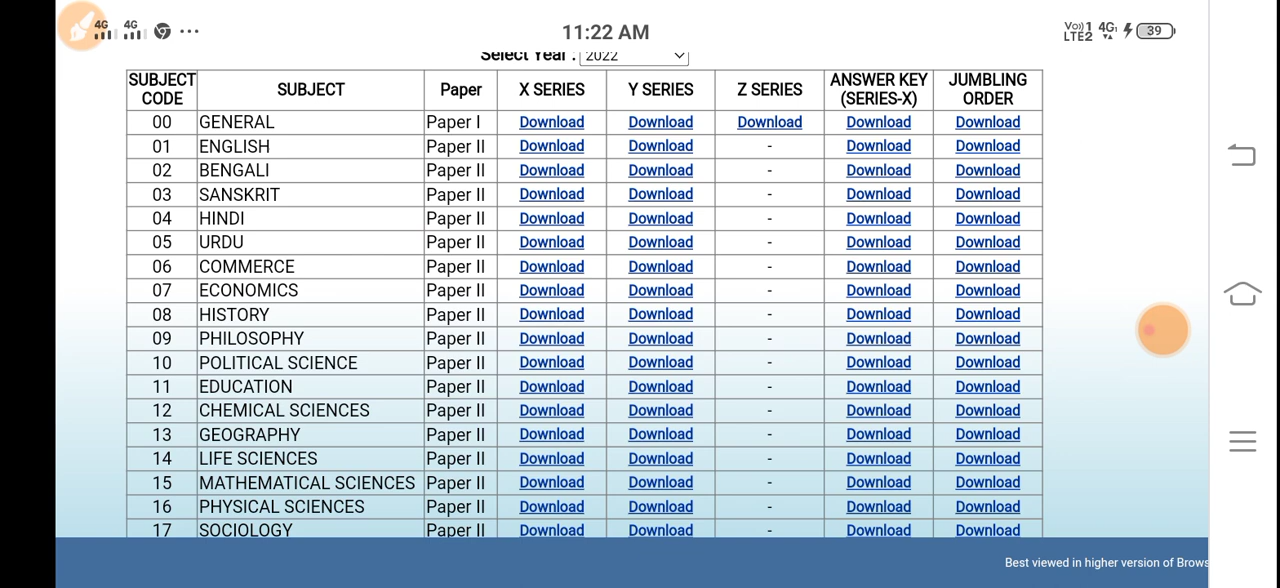 4G 4G ... 11:22 AM Vo)) 1 LTE2 4G 39
Select Year : 2022
SUBJECT CODE SUBJECT Paper X SERIES Y SERIES Z SERIES ANSWER KEY (SERIES-X) JUMBLING ORDER
00 GENERAL Paper I Download Download Download Download Download
01 ENGLISH Paper II Download Download - Download Download
02 BENGALI Paper II Download Download - Download Download
03 SANSKRIT Paper II Download Download - Download Download
04 HINDI Paper II Download Download - Download Download
05 URDU Paper II Download Download - Download Download
06 COMMERCE Paper II Download Download - Download Download
07 ECONOMICS Paper II Download Download - Download Download
08 HISTORY Paper II Download Download - Download Download
09 PHILOSOPHY Paper II Download Download - Download Download
10 POLITICAL SCIENCE Paper II Download Download - Download Download
11 EDUCATION Paper II Download Download - Download Download
12 CHEMICAL SCIENCES Paper II Download Download - Download Download
13 GEOGRAPHY Paper II Download Download - Download Download
14 LIFE SCIENCES Paper II Download Download - Download Download
15 MATHEMATICAL SCIENCES Paper II Download Download - Download Download
16 PHYSICAL SCIENCES Paper II Download Download - Download Download
17 SOCIOLOGY Paper II Download Download - Download Download
Best viewed in higher version of Brows